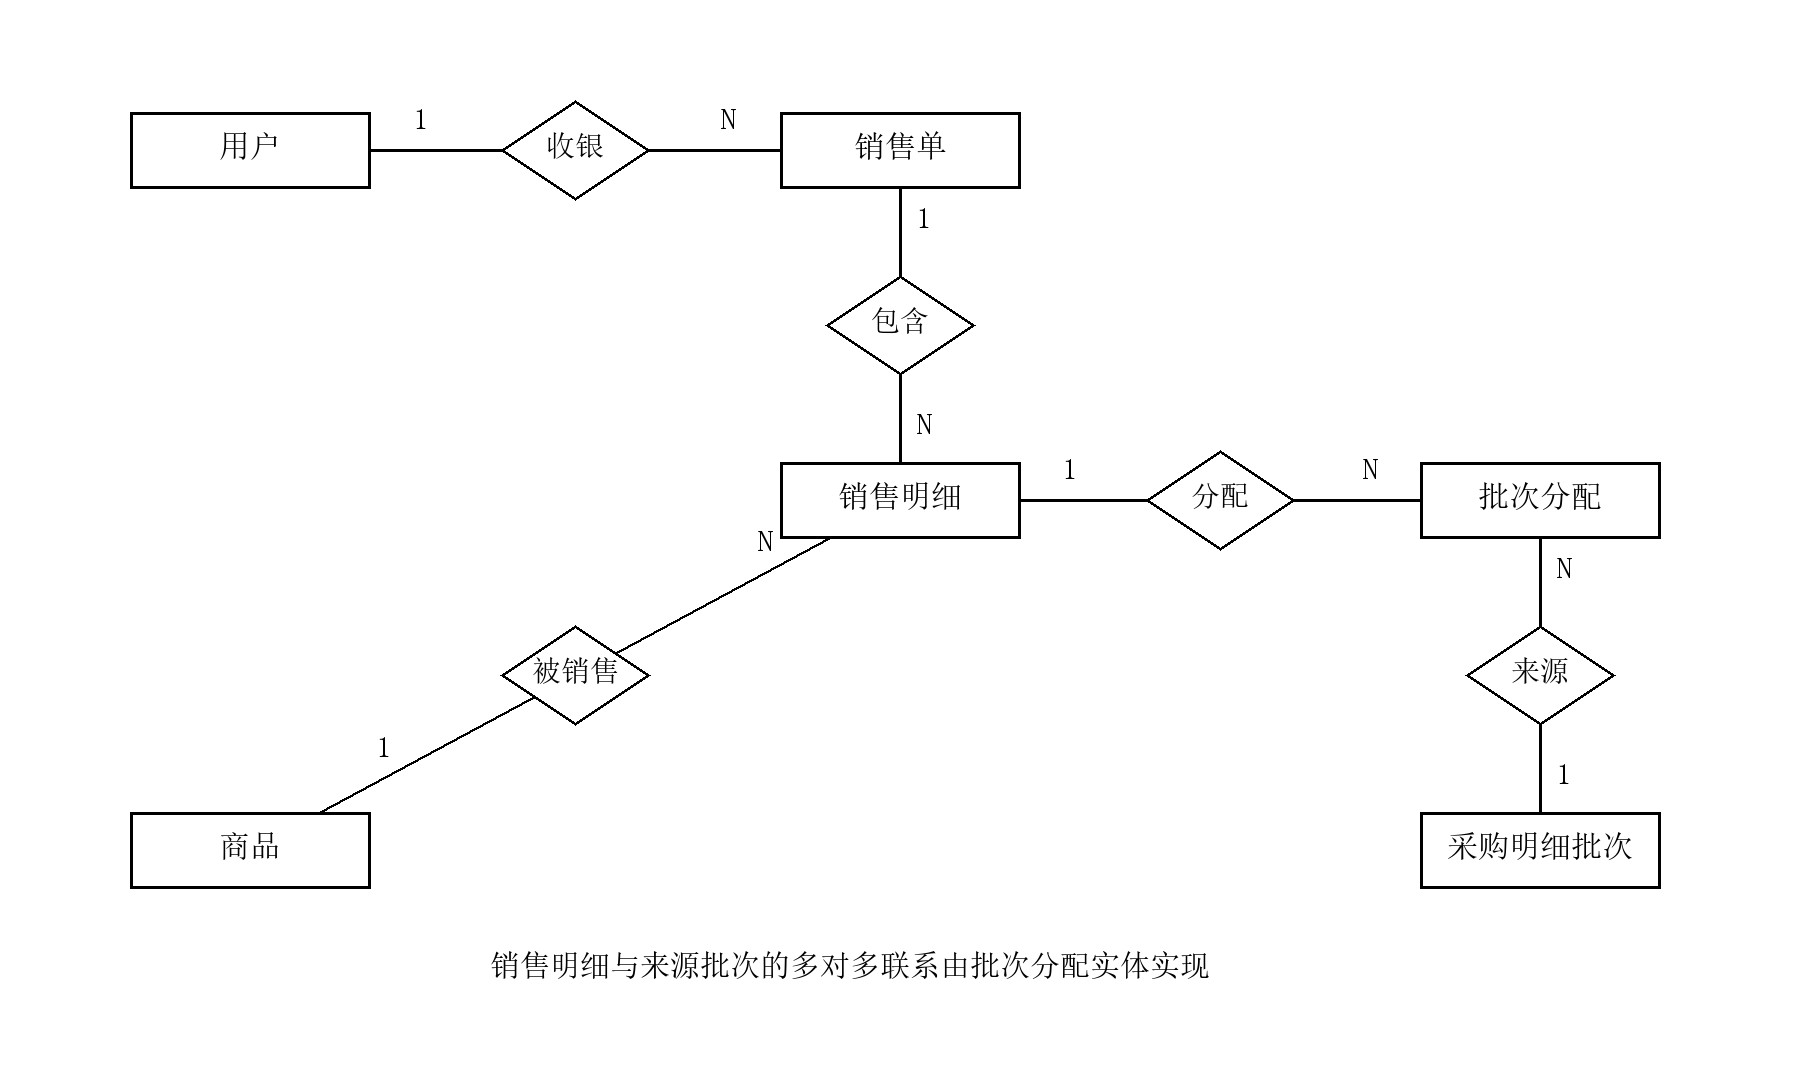 用户
1
收银
N
销售单
1
包含
N
销售明细
1
分配
N
批次分配
N
N
被销售
来源
1
1
商品
采购明细批次
销售明细与来源批次的多对多联系由批次分配实体实现